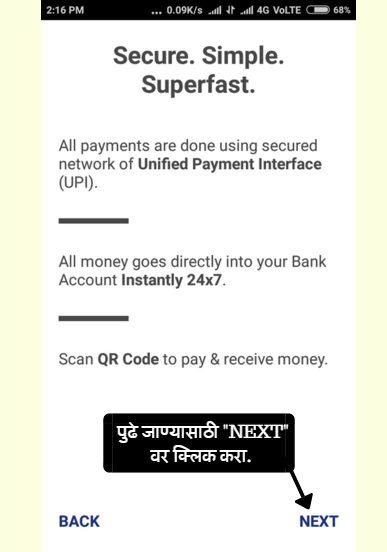 2:16 PM ... 0.09K/s 4G VoLTE 68%
Secure. Simple.
Superfast.
All payments are done using secured
network of Unified Payment Interface
(UPI).
All money goes directly into your Bank
Account Instantly 24x7.
Scan QR Code to pay & receive money.
पुढे जाण्यासाठी "NEXT"
वर क्लिक करा.
BACK NEXT